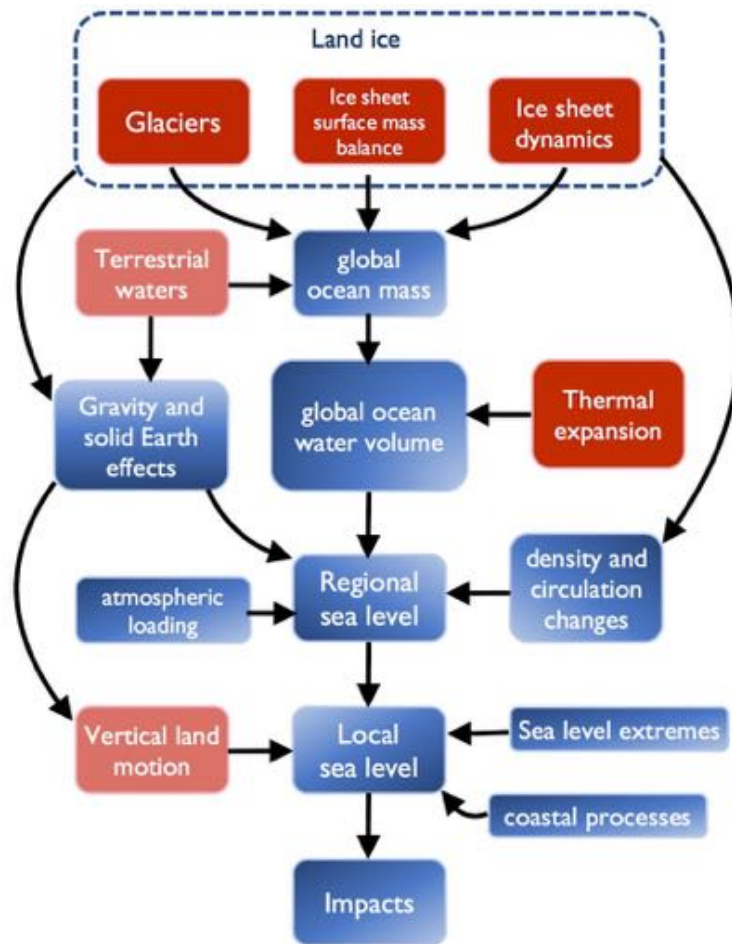 Land ice
Glaciers
Ice sheet
surface mass
balance
Ice sheet
dynamics
Terrestrial
waters
global
ocean mass
Gravity and
solid Earth
effects
global ocean
water volume
Thermal
expansion
atmospheric
loading
Regional
sea level
density and
circulation
changes
Vertical land
motion
Local
sea level
Sea level extremes
coastal processes
Impacts